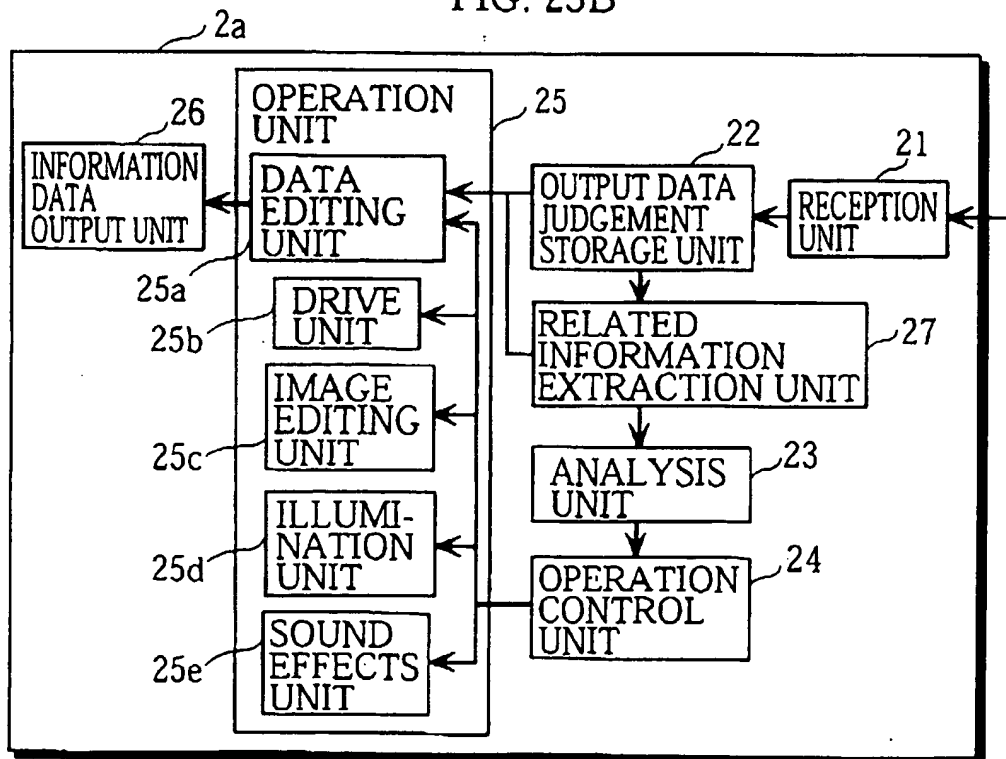 FIG.
2a
OPERATION
UNIT
25
26
INFORMATION
DATA
OUTPUT UNIT
DATA
EDITING
UNIT
25a
22
OUTPUT DATA
JUDGEMENT
STORAGE UNIT
21
RECEPTION
UNIT
DRIVE
UNIT
25b
RELATED
INFORMATION
EXTRACTION UNIT
27
IMAGE
EDITING
UNIT
25c
ANALYSIS
UNIT
23
ILLUMI-
NATION
UNIT
25d
OPERATION
CONTROL
UNIT
24
SOUND
EFFECTS
UNIT
25e